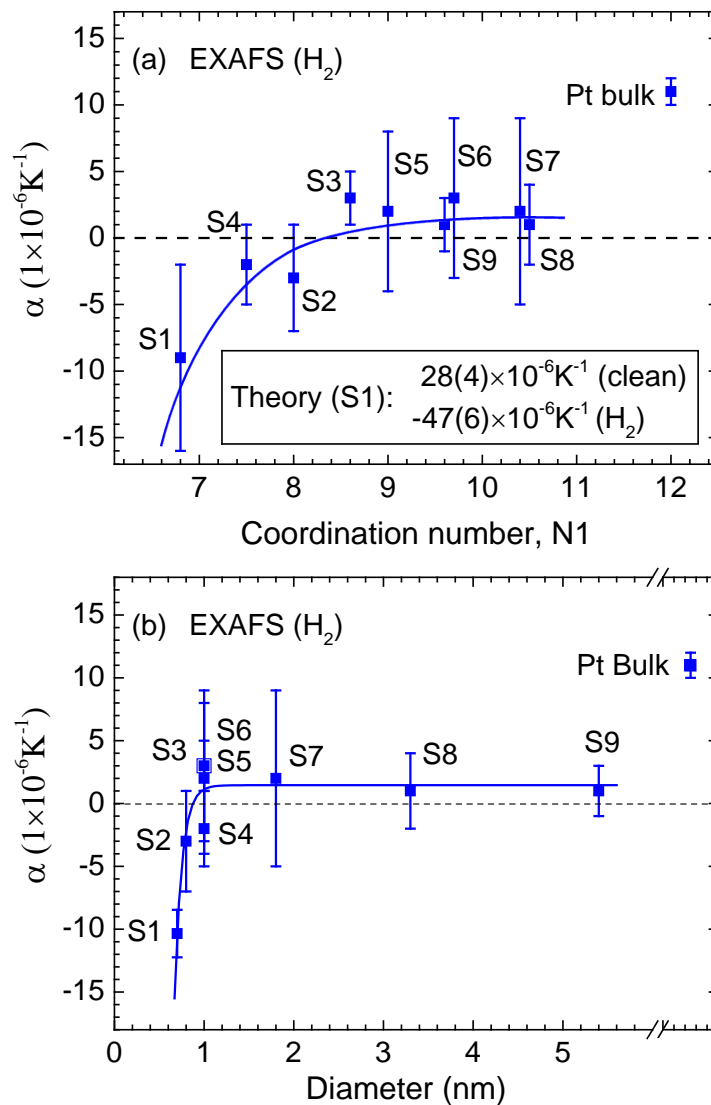 (a) EXAFS (H₂)
Pt bulk
S1
S4
S2
S3
S5
S6
S9
S7
S8
Theory (S1): 28(4)×10⁻⁶K⁻¹ (clean)
-47(6)×10⁻⁶K⁻¹ (H₂)
α (1×10⁻⁶K⁻¹)
15
10
5
0
-5
-10
-15
7 8 9 10 11 12
Coordination number, N1
(b) EXAFS (H₂)
Pt Bulk
S1
S2
S3
S6
S5
S4
S7
S8
S9
α (1×10⁻⁶K⁻¹)
15
10
5
0
-5
-10
-15
0 1 2 3 4 5
Diameter (nm)